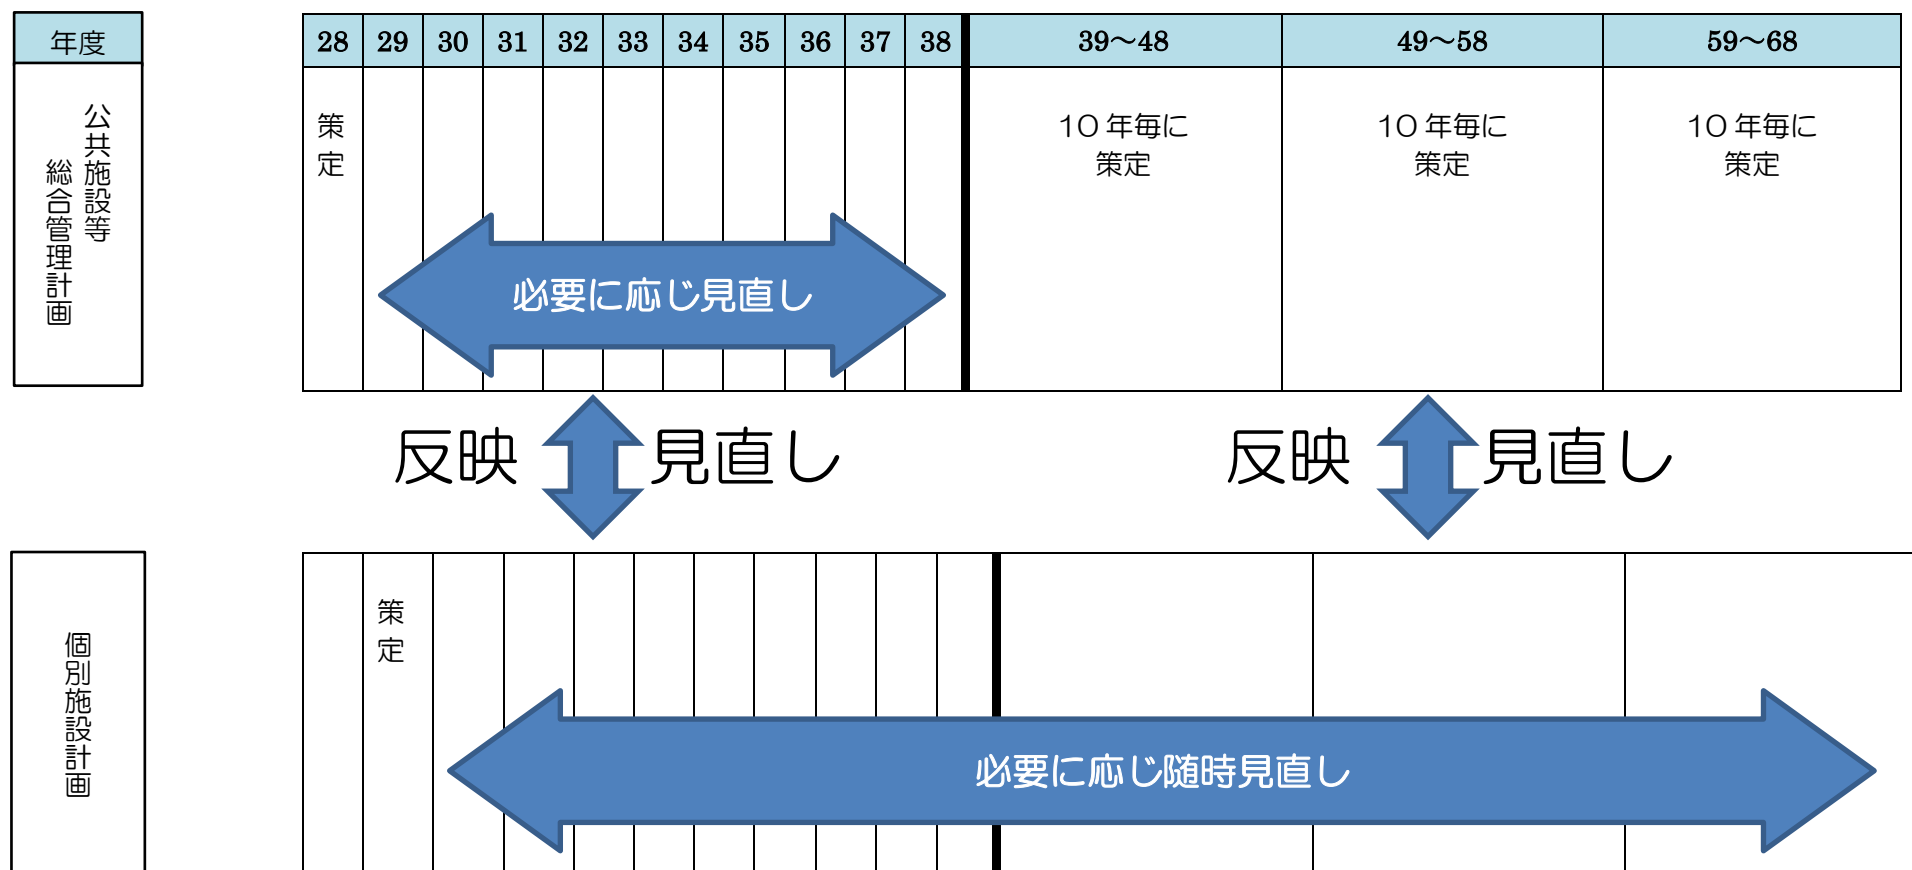 年度
28 29 30 31 32 33 34 35 36 37 38 39〜48 49〜58 59〜68
公共施設等
総合管理計画
策
定
10年毎に
策定
10年毎に
策定
10年毎に
策定
必要に応じ見直し
反映 見直し
反映 見直し
個別施設計画
策
定
必要に応じ随時見直し